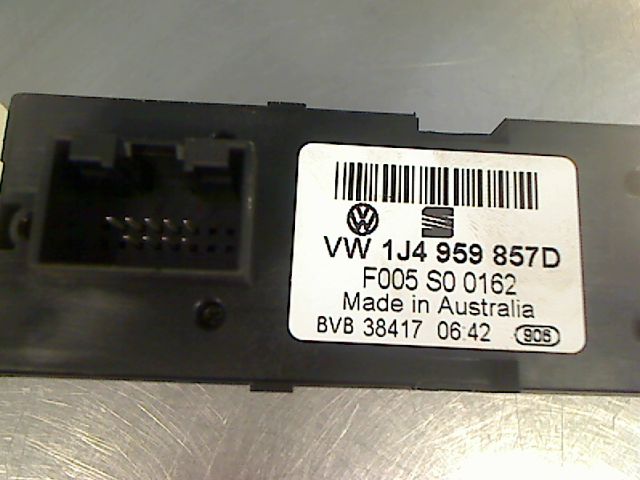 VW 1J4 959 857D
F005 S0 0162
Made in Australia
BVB 38417 06:42 906